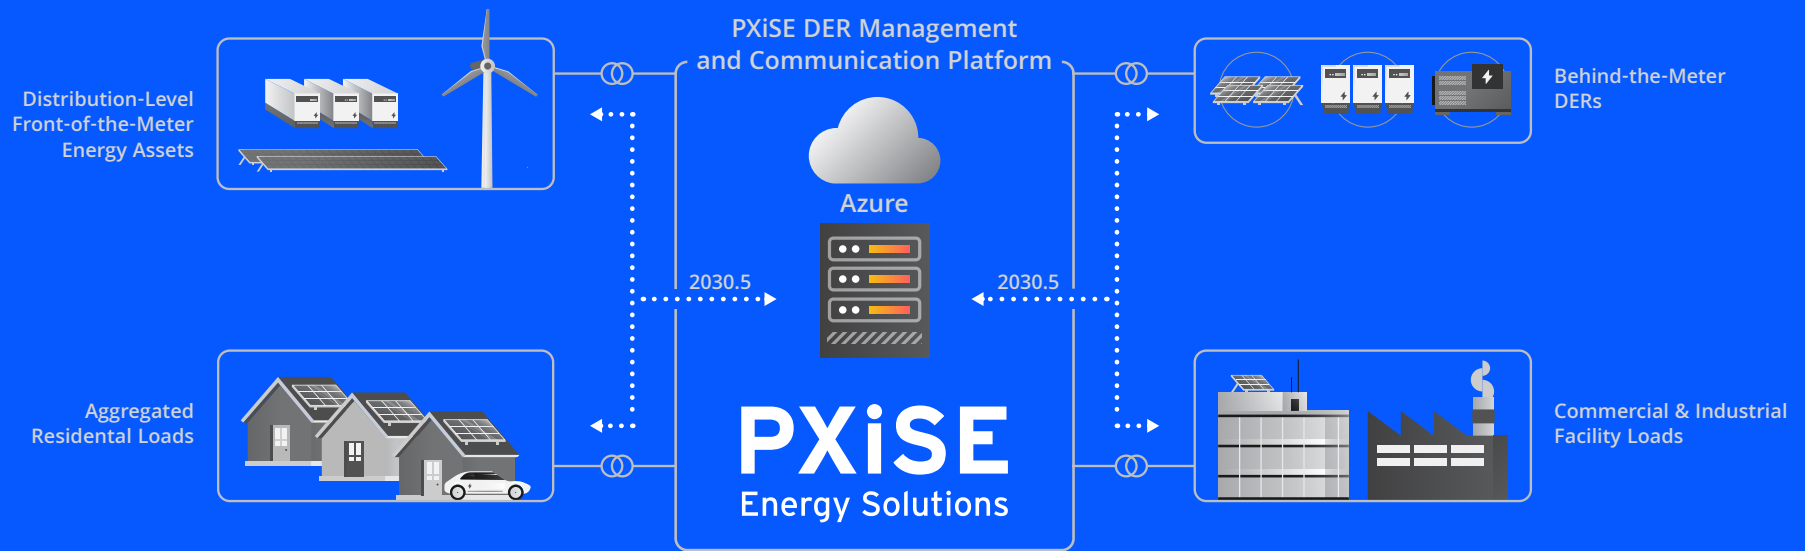 PXiSE DER Management
and Communication Platform
Distribution-Level
Front-of-the-Meter
Energy Assets
Behind-the-Meter
DERs
Azure
2030.5
2030.5
Aggregated
Residental Loads
Commercial & Industrial
Facility Loads
PXiSE
Energy Solutions